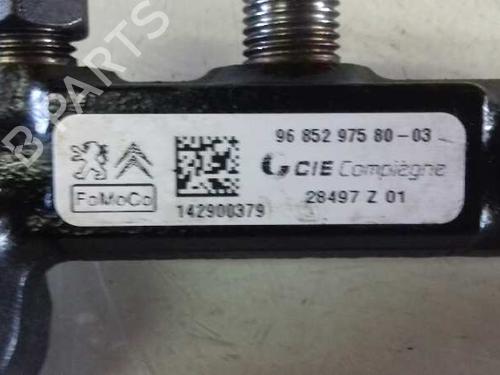 B-PARTS
96 852 975 80-03
CIE Compiègne
FoMoCo
142900379
28497 Z 01